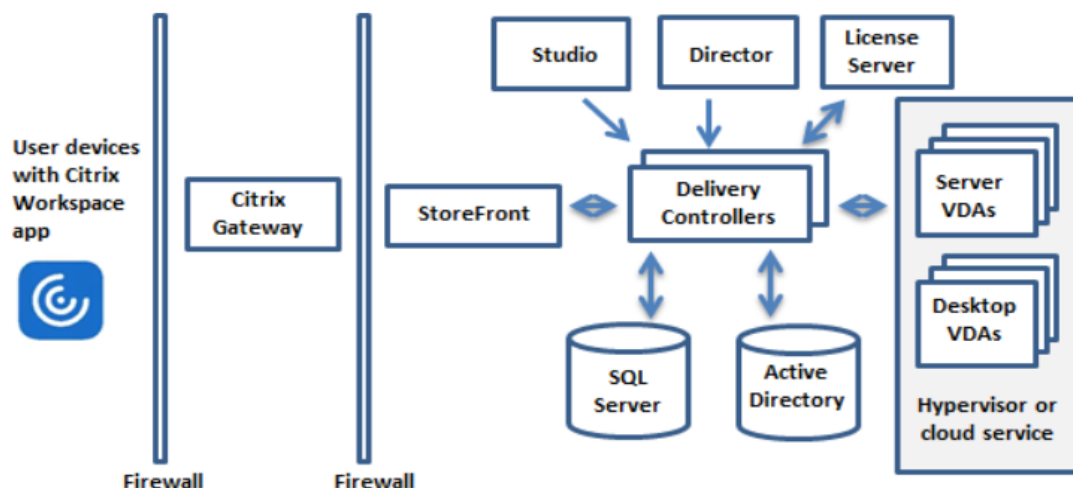 User devices
with Citrix
Workspace
app
Firewall
Citrix
Gateway
Firewall
StoreFront
Studio
Director
License
Server
Delivery
Controllers
SQL
Server
Active
Directory
Server
VDAs
Desktop
VDAs
Hypervisor or
cloud service